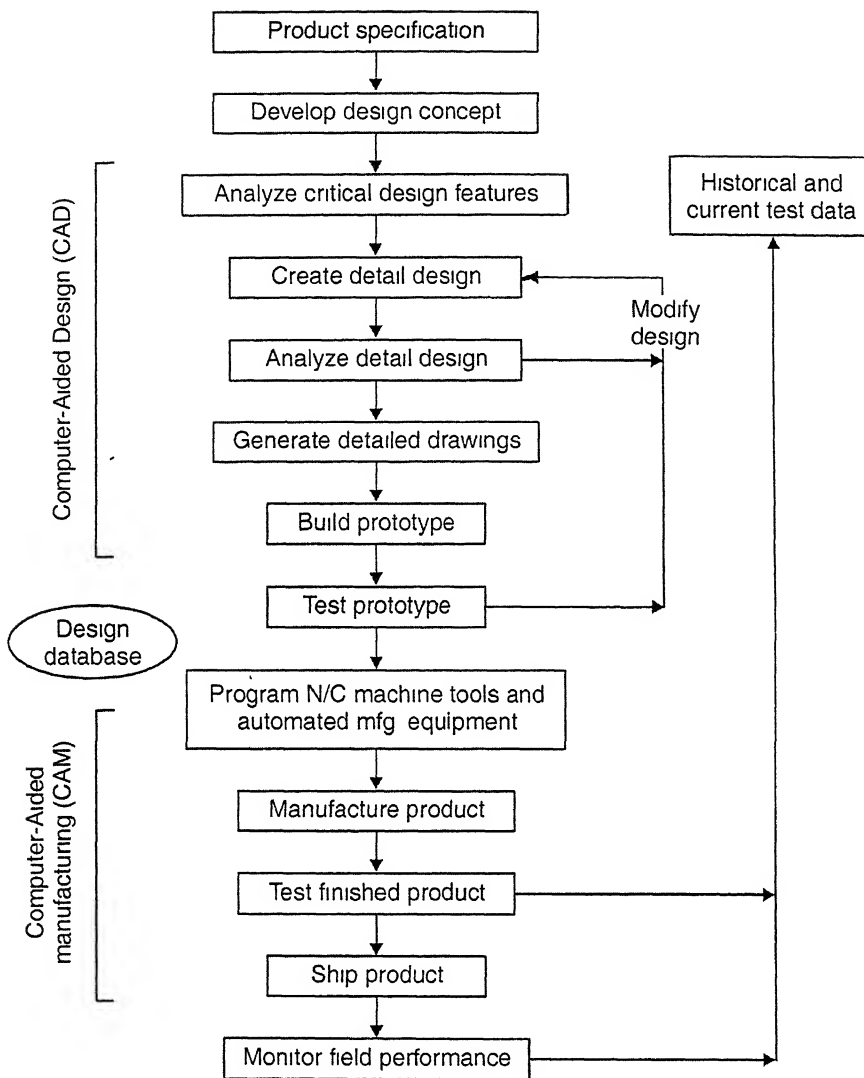 Product specification
Develop design concept
Computer-Aided Design (CAD)
Analyze critical design features
Historical and
current test data
Create detail design
Modify
design
Analyze detail design
Generate detailed drawings
Build prototype
Test prototype
Design
database
Program N/C machine tools and
automated mfg equipment
Computer-Aided
manufacturing (CAM)
Manufacture product
Test finished product
Ship product
Monitor field performance